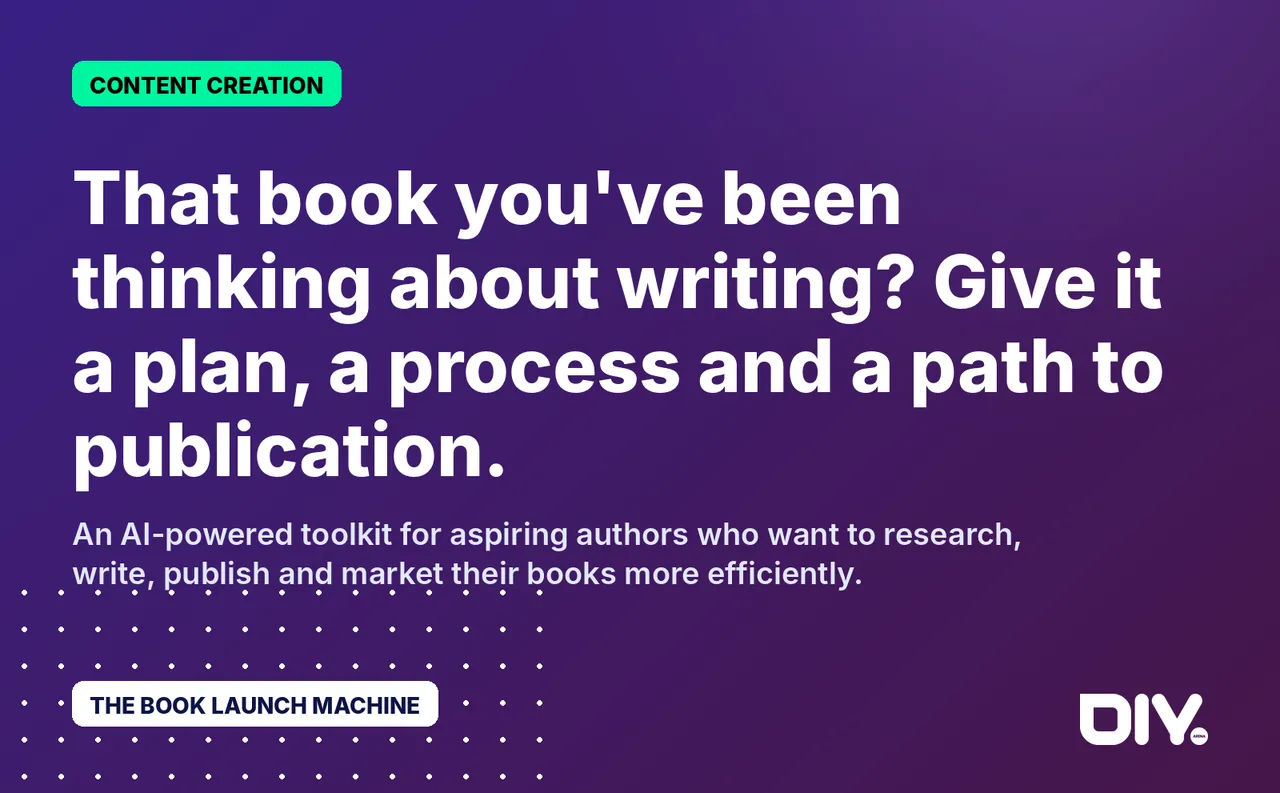 CONTENT CREATION
That book you've been
thinking about writing? Give it
a plan, a process and a path to
publication.
An AI-powered toolkit for aspiring authors who want to research,
write, publish and market their books more efficiently.
THE BOOK LAUNCH MACHINE
DIY.
ARENA